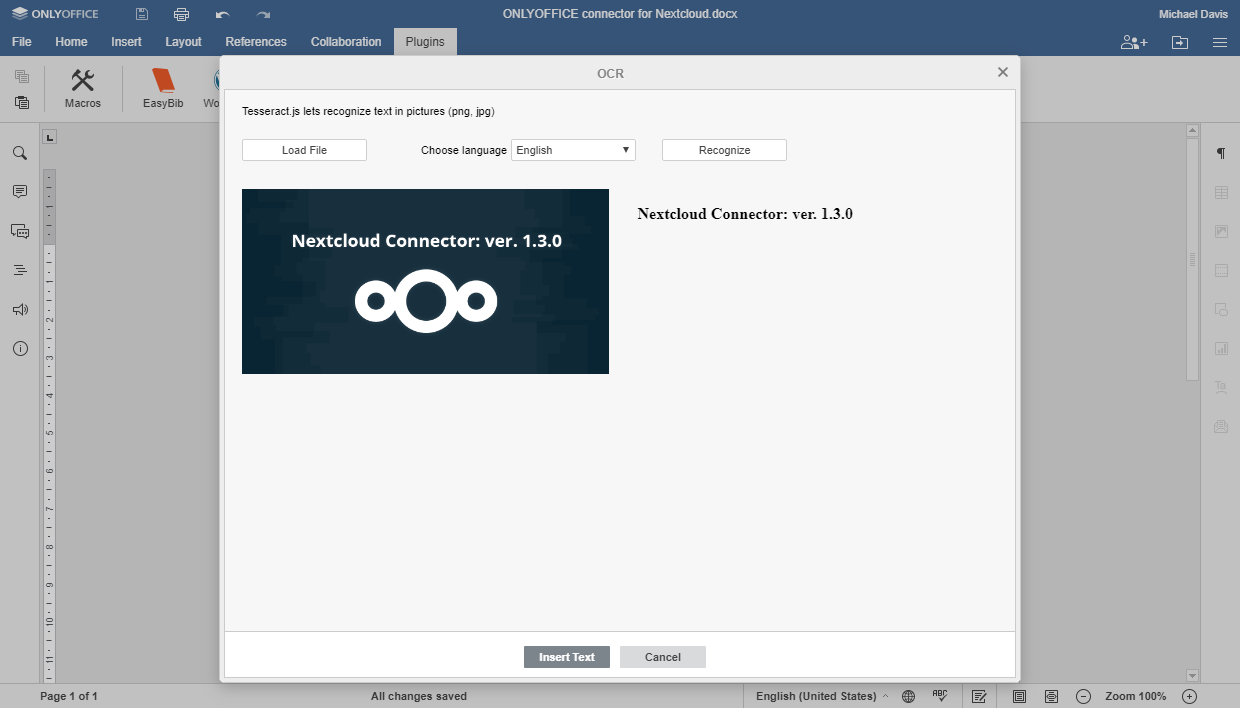 ONLYOFFICE
ONLYOFFICE connector for Nextcloud.docx
Michael Davis
File Home Insert Layout References Collaboration Plugins
OCR
Macros
EasyBib
Tesseract.js lets recognize text in pictures (png, jpg)
Load File
Choose language English
Recognize
Nextcloud Connector: ver. 1.3.0
Nextcloud Connector: ver. 1.3.0
Insert Text
Cancel
Page 1 of 1
All changes saved
English (United States)
ABC
Zoom 100%